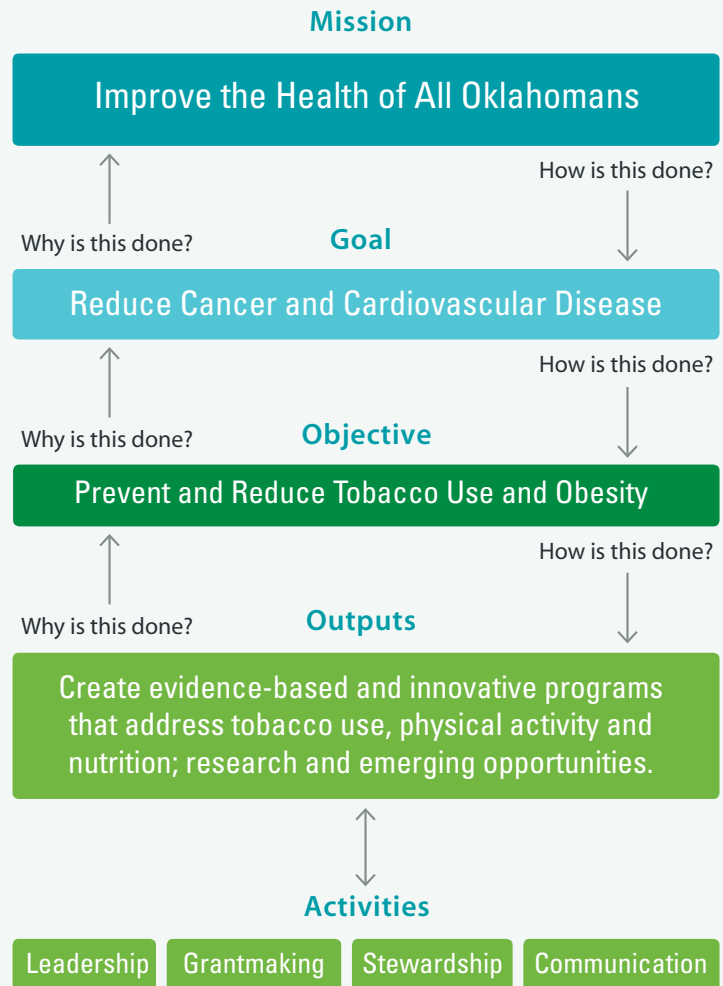 Mission
Improve the Health of All Oklahomans
How is this done?
Why is this done?
Goal
Reduce Cancer and Cardiovascular Disease
How is this done?
Why is this done?
Objective
Prevent and Reduce Tobacco Use and Obesity
How is this done?
Why is this done?
Outputs
Create evidence-based and innovative programs
that address tobacco use, physical activity and
nutrition; research and emerging opportunities.
Activities
Leadership
Grantmaking
Stewardship
Communication